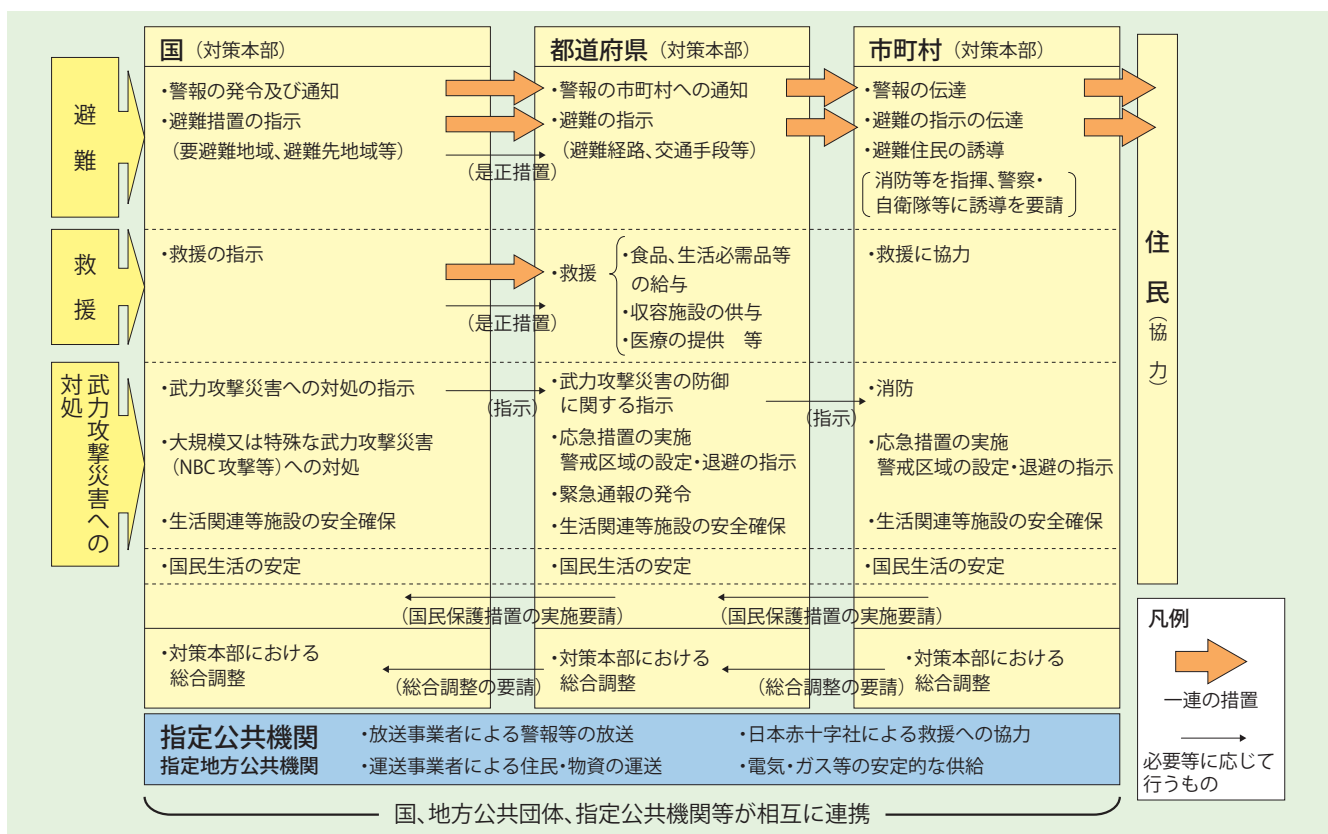 国（対策本部）
都道府県（対策本部）
市町村（対策本部）
避難
・警報の発令及び通知
・避難措置の指示
（要避難地域、避難先地域等）
（是正措置）
・警報の市町村への通知
・避難の指示
（避難経路、交通手段等）
・警報の伝達
・避難の指示の伝達
・避難住民の誘導
消防等を指揮、警察・
自衛隊等に誘導を要請
救援
・救援の指示
（是正措置）
・救援
・食品、生活必需品等
の給与
・収容施設の供与
・医療の提供　等
・救援に協力
武力攻撃災害への
対処
・武力攻撃災害への対処の指示
（指示）
・大規模又は特殊な武力攻撃災害
（NBC攻撃等）への対処
・生活関連等施設の安全確保
・武力攻撃災害の防御
に関する指示
（指示）
・応急措置の実施
警戒区域の設定・退避の指示
・緊急通報の発令
・生活関連等施設の安全確保
・消防
・応急措置の実施
警戒区域の設定・退避の指示
・生活関連等施設の安全確保
・国民生活の安定
・国民生活の安定
・国民生活の安定
（国民保護措置の実施要請）
（国民保護措置の実施要請）
・対策本部における
総合調整
（総合調整の要請）
・対策本部における
総合調整
（総合調整の要請）
・対策本部における
総合調整
住民（協力）
凡例
一連の措置
必要等に応じて
行うもの
指定公共機関
指定地方公共機関
・放送事業者による警報等の放送
・日本赤十字社による救援への協力
・運送事業者による住民・物資の運送
・電気・ガス等の安定的な供給
国、地方公共団体、指定公共機関等が相互に連携